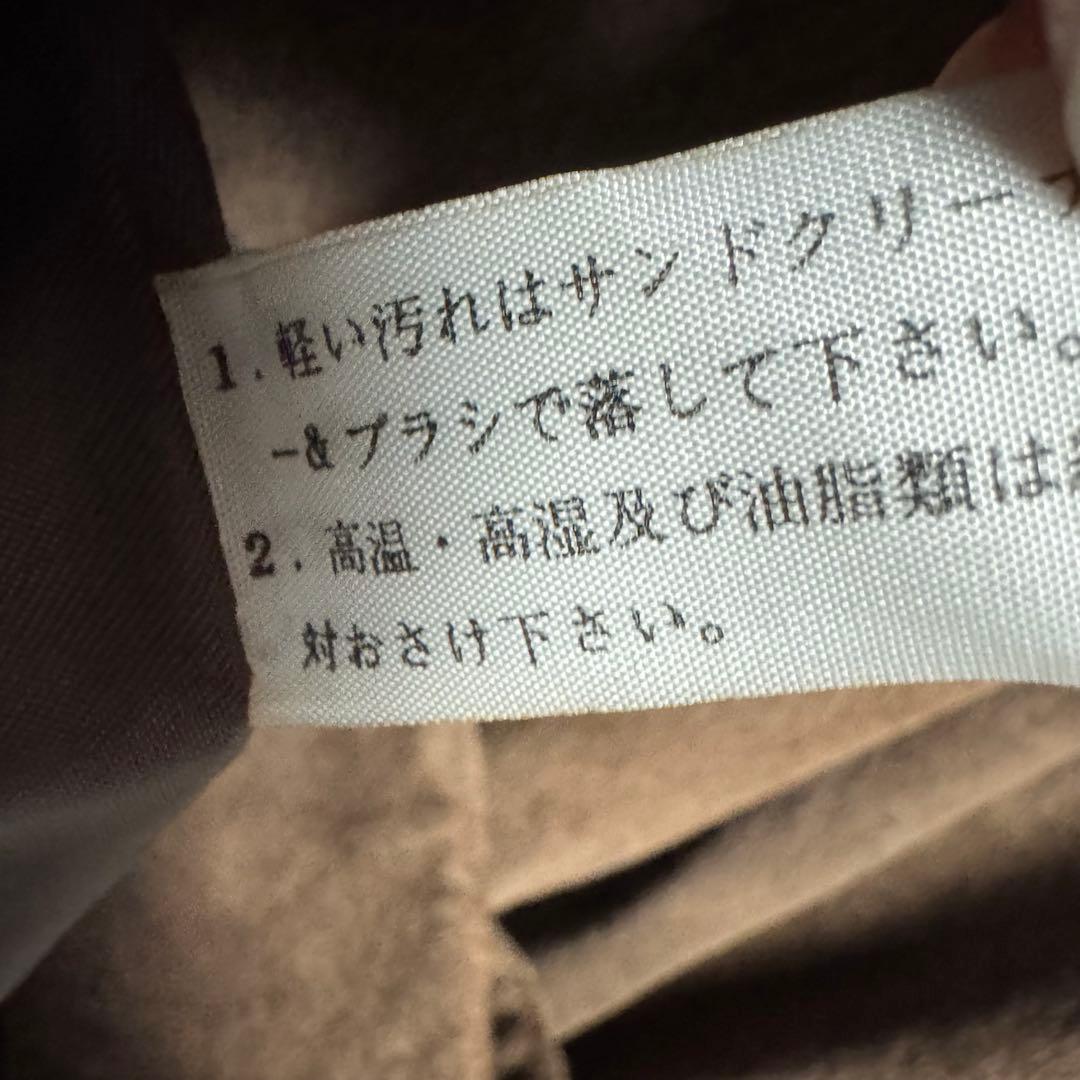 1. 軽い汚れはサンドクリー
-&ブラシで落して下さい。
2. 高温・高湿及び油脂類は
対おさけ下さい。